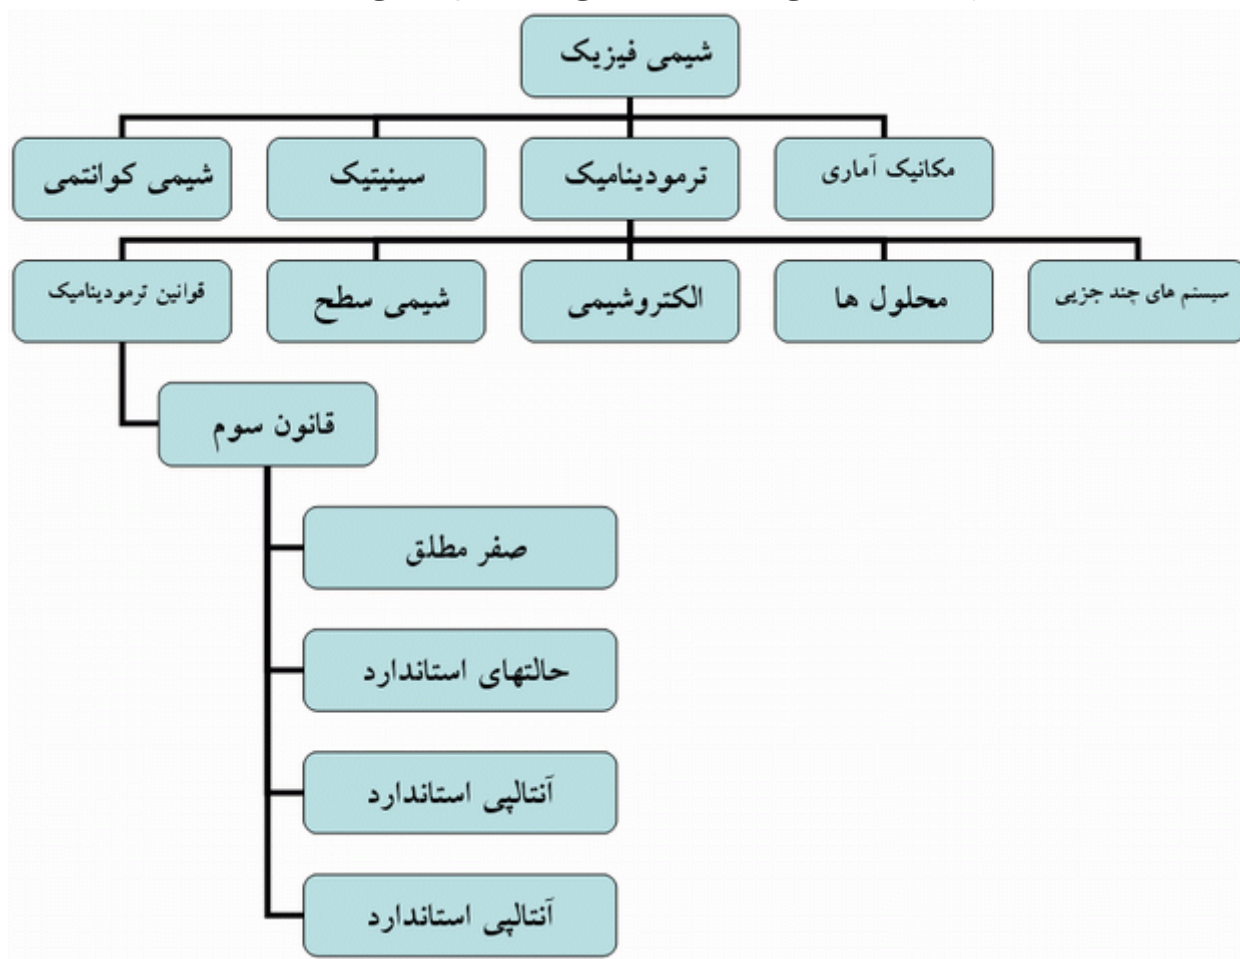 شیمی فیزیک
مکانیک آماری
ترمودینامیک
سینیتیک
شیمی کوانتمی
سیستم های چند جزیی
محلول ها
الکتروشیمی
شیمی سطح
قوانین ترمودینامیک
قانون سوم
صفر مطلق
حالتهای استاندارد
آنتالپی استاندارد
آنتالپی استاندارد